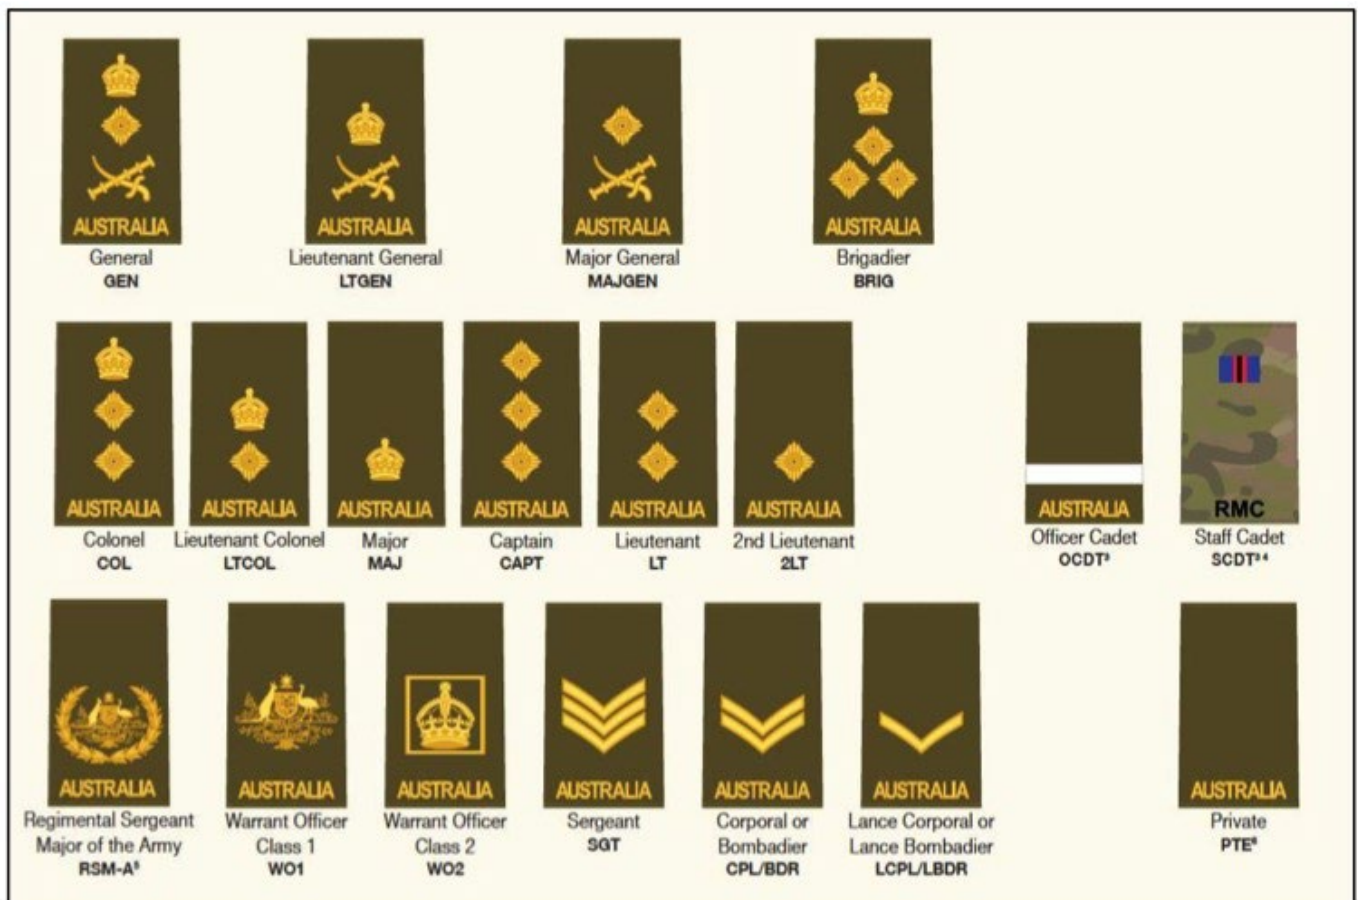 AUSTRALIA AUSTRALIA AUSTRALIA AUSTRALIA
General Lieutenant General Major General Brigadier
GEN LTGEN MAJGEN BRIG
AUSTRALIA AUSTRALIA AUSTRALIA AUSTRALIA AUSTRALIA AUSTRALIA AUSTRALIA RMC
Colonel Lieutenant Colonel Major Captain Lieutenant 2nd Lieutenant Officer Cadet Staff Cadet
COL LTCOL MAJ CAPT LT 2LT OCDT³ SCDT³ ⁴
AUSTRALIA AUSTRALIA AUSTRALIA AUSTRALIA AUSTRALIA AUSTRALIA AUSTRALIA
Regimental Sergeant Warrant Officer Warrant Officer Sergeant Corporal or Lance Corporal or Private
Major of the Army Class 1 Class 2 SGT Bombadier Lance Bombadier PTE⁶
RSM-A⁵ WO1 WO2 CPL/BDR LCPL/LBDR